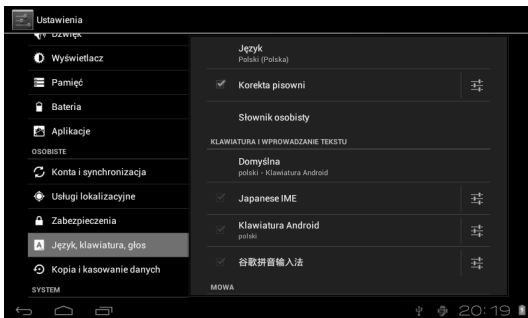 Ustawienia
Dźwięk
Wyświetlacz
Pamięć
Bateria
Aplikacje
OSOBISTE
Konta i synchronizacja
Usługi lokalizacyjne
Zabezpieczenia
A Język, klawiatura, głos
Kopia i kasowanie danych
SYSTEM
Język
Polski (Polska)
Korekta pisowni
Słownik osobisty
KLAWIATURA I WPROWADZANIE TEKSTU
Domyślna
polski - Klawiatura Android
Japanese IME
Klawiatura Android
polski
谷歌拼音输入法
MOWA
20:19